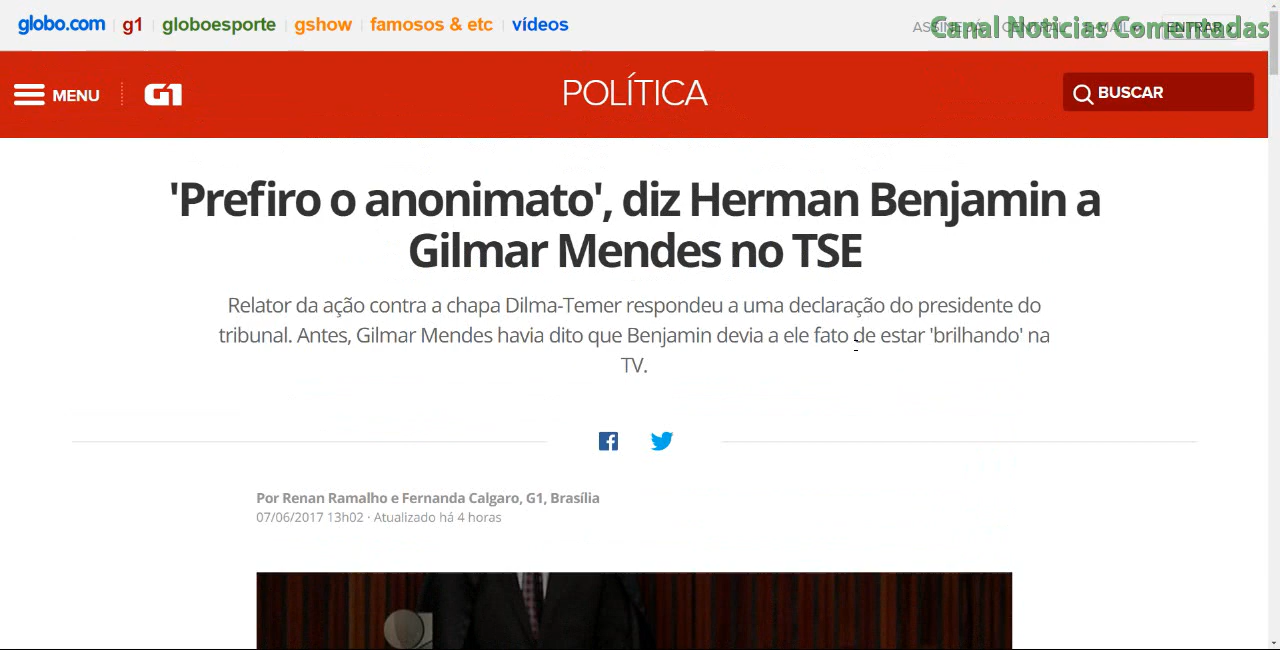 globo.com g1 globoesporte gshow famosos & etc vídeos
Canal Noticias Comentadas
ENTRAR
MENU G1 POLÍTICA BUSCAR
'Prefiro o anonimato', diz Herman Benjamin a
Gilmar Mendes no TSE
Relator da ação contra a chapa Dilma-Temer respondeu a uma declaração do presidente do
tribunal. Antes, Gilmar Mendes havia dito que Benjamin devia a ele fato de estar 'brilhando' na
TV.
Por Renan Ramalho e Fernanda Calgaro, G1, Brasília
07/06/2017 13h02 · Atualizado há 4 horas